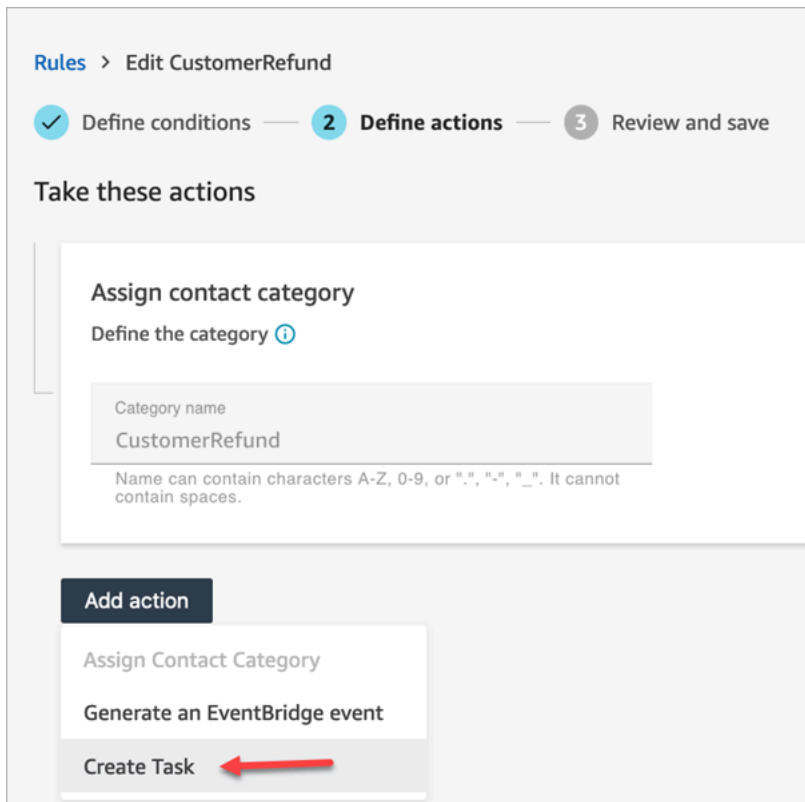 Rules > Edit CustomerRefund
Define conditions 2 Define actions 3 Review and save
Take these actions
Assign contact category
Define the category
Category name
CustomerRefund
Name can contain characters A-Z, 0-9, or ".", "-", "_". It cannot
contain spaces.
Add action
Assign Contact Category
Generate an EventBridge event
Create Task